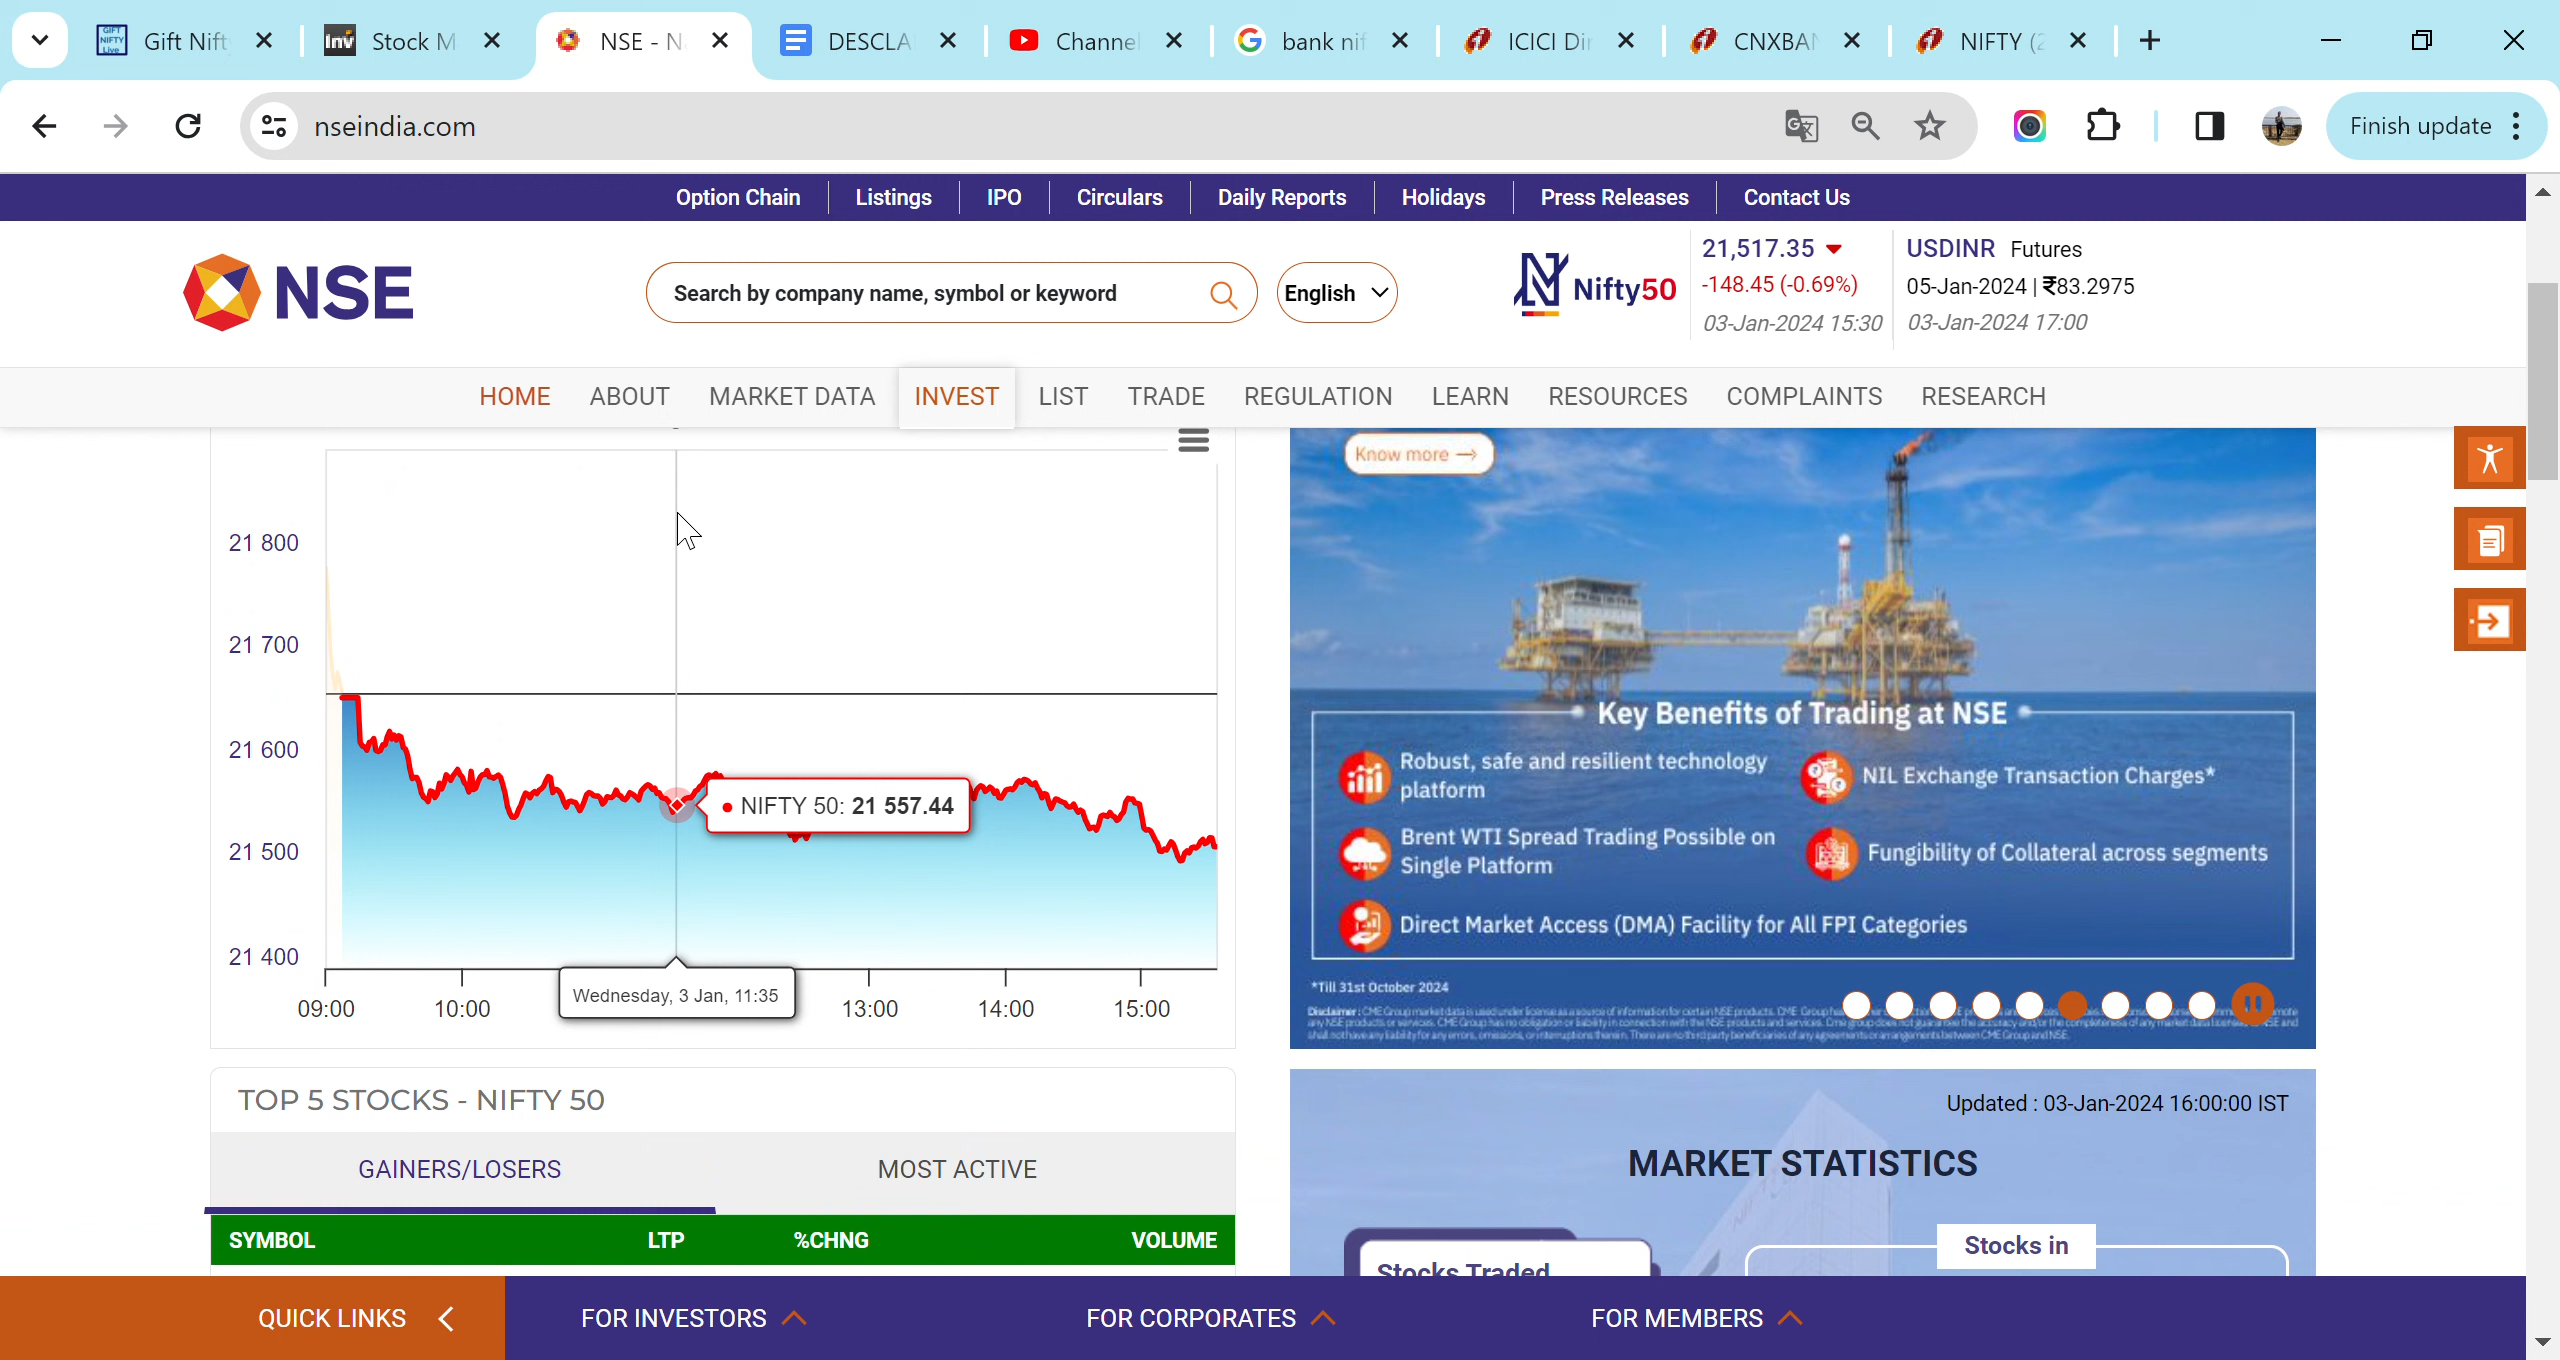 Gift Nift
Stock M
NSE - N
DESCLA
Channe
bank nif
ICICI Dir
CNXBAN
NIFTY (2
nseindia.com
Finish update
Option Chain
Listings
IPO
Circulars
Daily Reports
Holidays
Press Releases
Contact Us
NSE
Search by company name, symbol or keyword
English
Nifty50
21,517.35
-148.45 (-0.69%)
03-Jan-2024 15:30
USDINR Futures
05-Jan-2024 | ₹83.2975
03-Jan-2024 17:00
HOME
ABOUT
MARKET DATA
INVEST
LIST
TRADE
REGULATION
LEARN
RESOURCES
COMPLAINTS
RESEARCH
21 800
21 700
21 600
21 500
21 400
NIFTY 50: 21 557.44
Wednesday, 3 Jan, 11:35
09:00
10:00
13:00
14:00
15:00
Know more →
Key Benefits of Trading at NSE
Robust, safe and resilient technology
platform
NIL Exchange Transaction Charges*
Brent WTI Spread Trading Possible on
Single Platform
Fungibility of Collateral across segments
Direct Market Access (DMA) Facility for All FPI Categories
*Till 31st October 2024
TOP 5 STOCKS - NIFTY 50
GAINERS/LOSERS
MOST ACTIVE
SYMBOL
LTP
%CHNG
VOLUME
Updated : 03-Jan-2024 16:00:00 IST
MARKET STATISTICS
Stocks Traded
Stocks in
QUICK LINKS
FOR INVESTORS
FOR CORPORATES
FOR MEMBERS